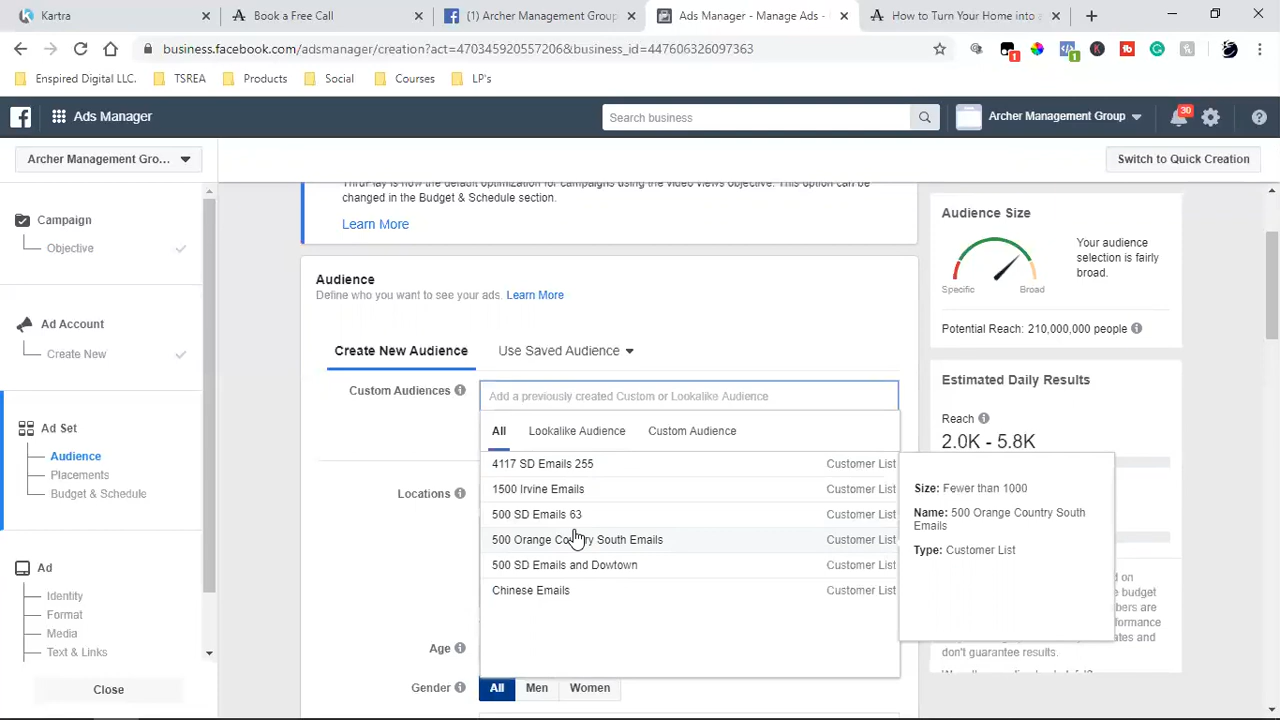 Kartra
Book a Free Call
(1) Archer Management Group
Ads Manager - Manage Ads -
How to Turn Your Home into a
business.facebook.com/adsmanager/creation?act=470345920557206&business_id=447606326097363
Enspired Digital LLC.
TSREA
Products
Social
Courses
LP's
Ads Manager
Search business
Archer Management Group
30
Archer Management Gro...
Switch to Quick Creation
Campaign
Objective
Ad Account
Create New
Ad Set
Audience
Placements
Budget & Schedule
Ad
Identity
Format
Media
Text & Links
Close
ThruPlay is now the default optimization for campaigns using the video views objective. This option can be
changed in the Budget & Schedule section.
Learn More
Audience
Define who you want to see your ads. Learn More
Create New Audience
Use Saved Audience
Custom Audiences
Add a previously created Custom or Lookalike Audience
All
Lookalike Audience
Custom Audience
4117 SD Emails 255 Customer List
1500 Irvine Emails Customer List
500 SD Emails 63 Customer List
500 Orange Country South Emails Customer List
500 SD Emails and Dowtown Customer List
Chinese Emails Customer List
Locations
Age
Gender
All
Men
Women
Audience Size
Specific
Broad
Your audience
selection is fairly
broad.
Potential Reach: 210,000,000 people
Estimated Daily Results
Reach
2.0K - 5.8K
Size: Fewer than 1000
Name: 500 Orange Country South
Emails
Type: Customer List
d on
e budget
bers are
formance
ates and
don't guarantee results.